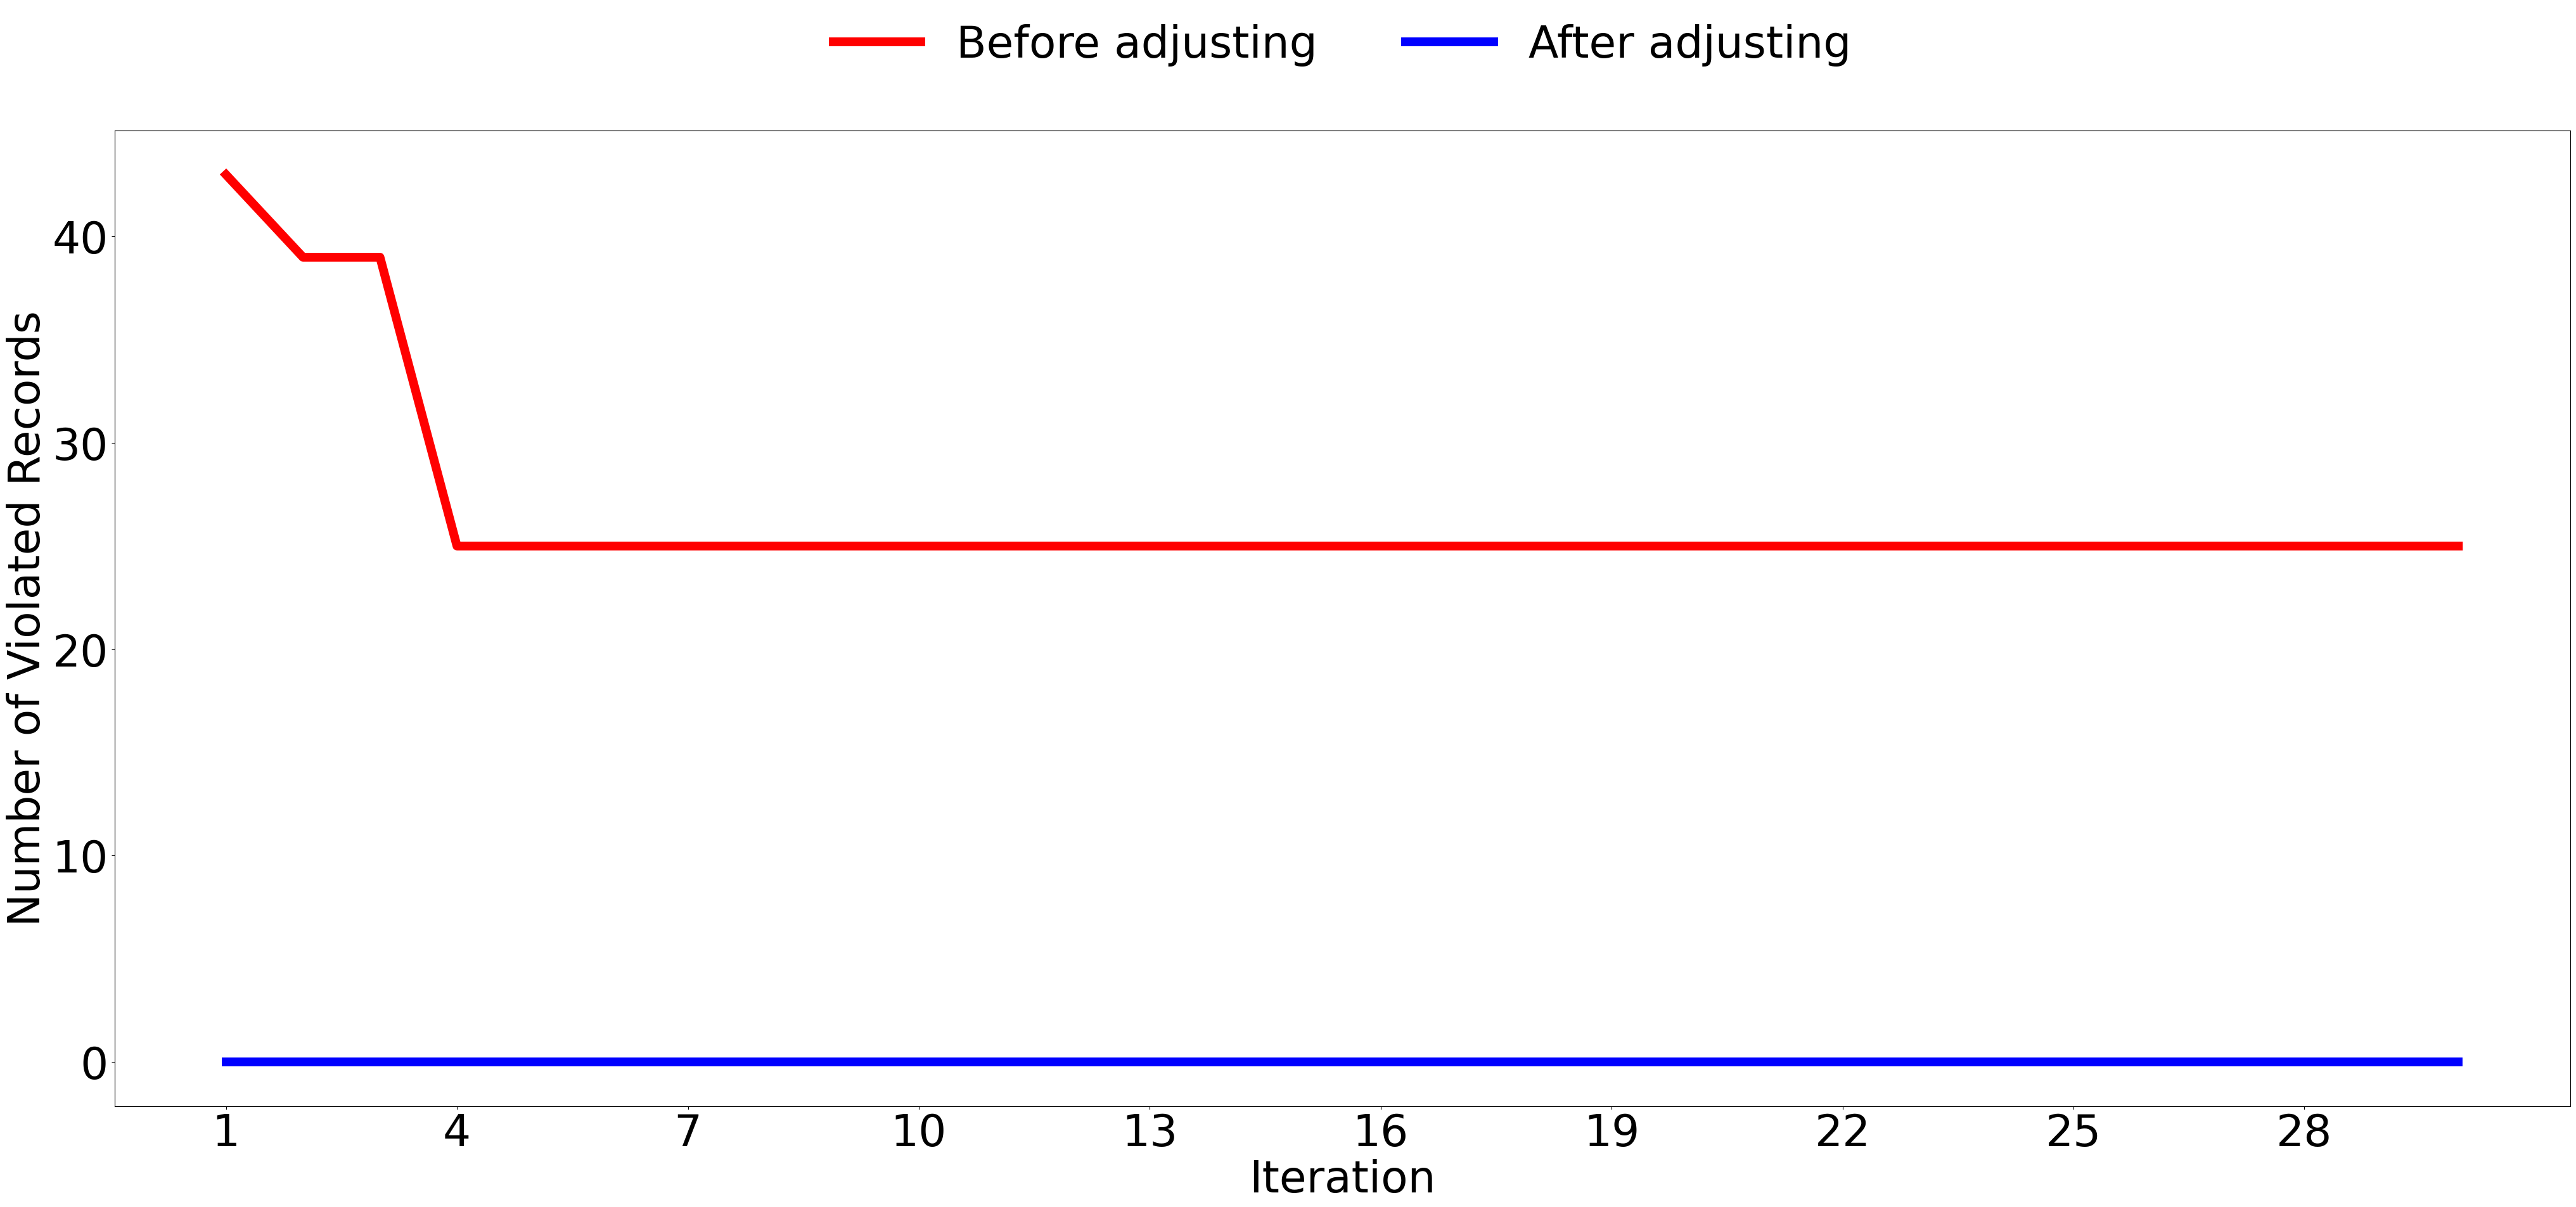 Before adjusting
After adjusting
Number of Violated Records
40
30
20
10
0
1 4 7 10 13 16 19 22 25 28
Iteration